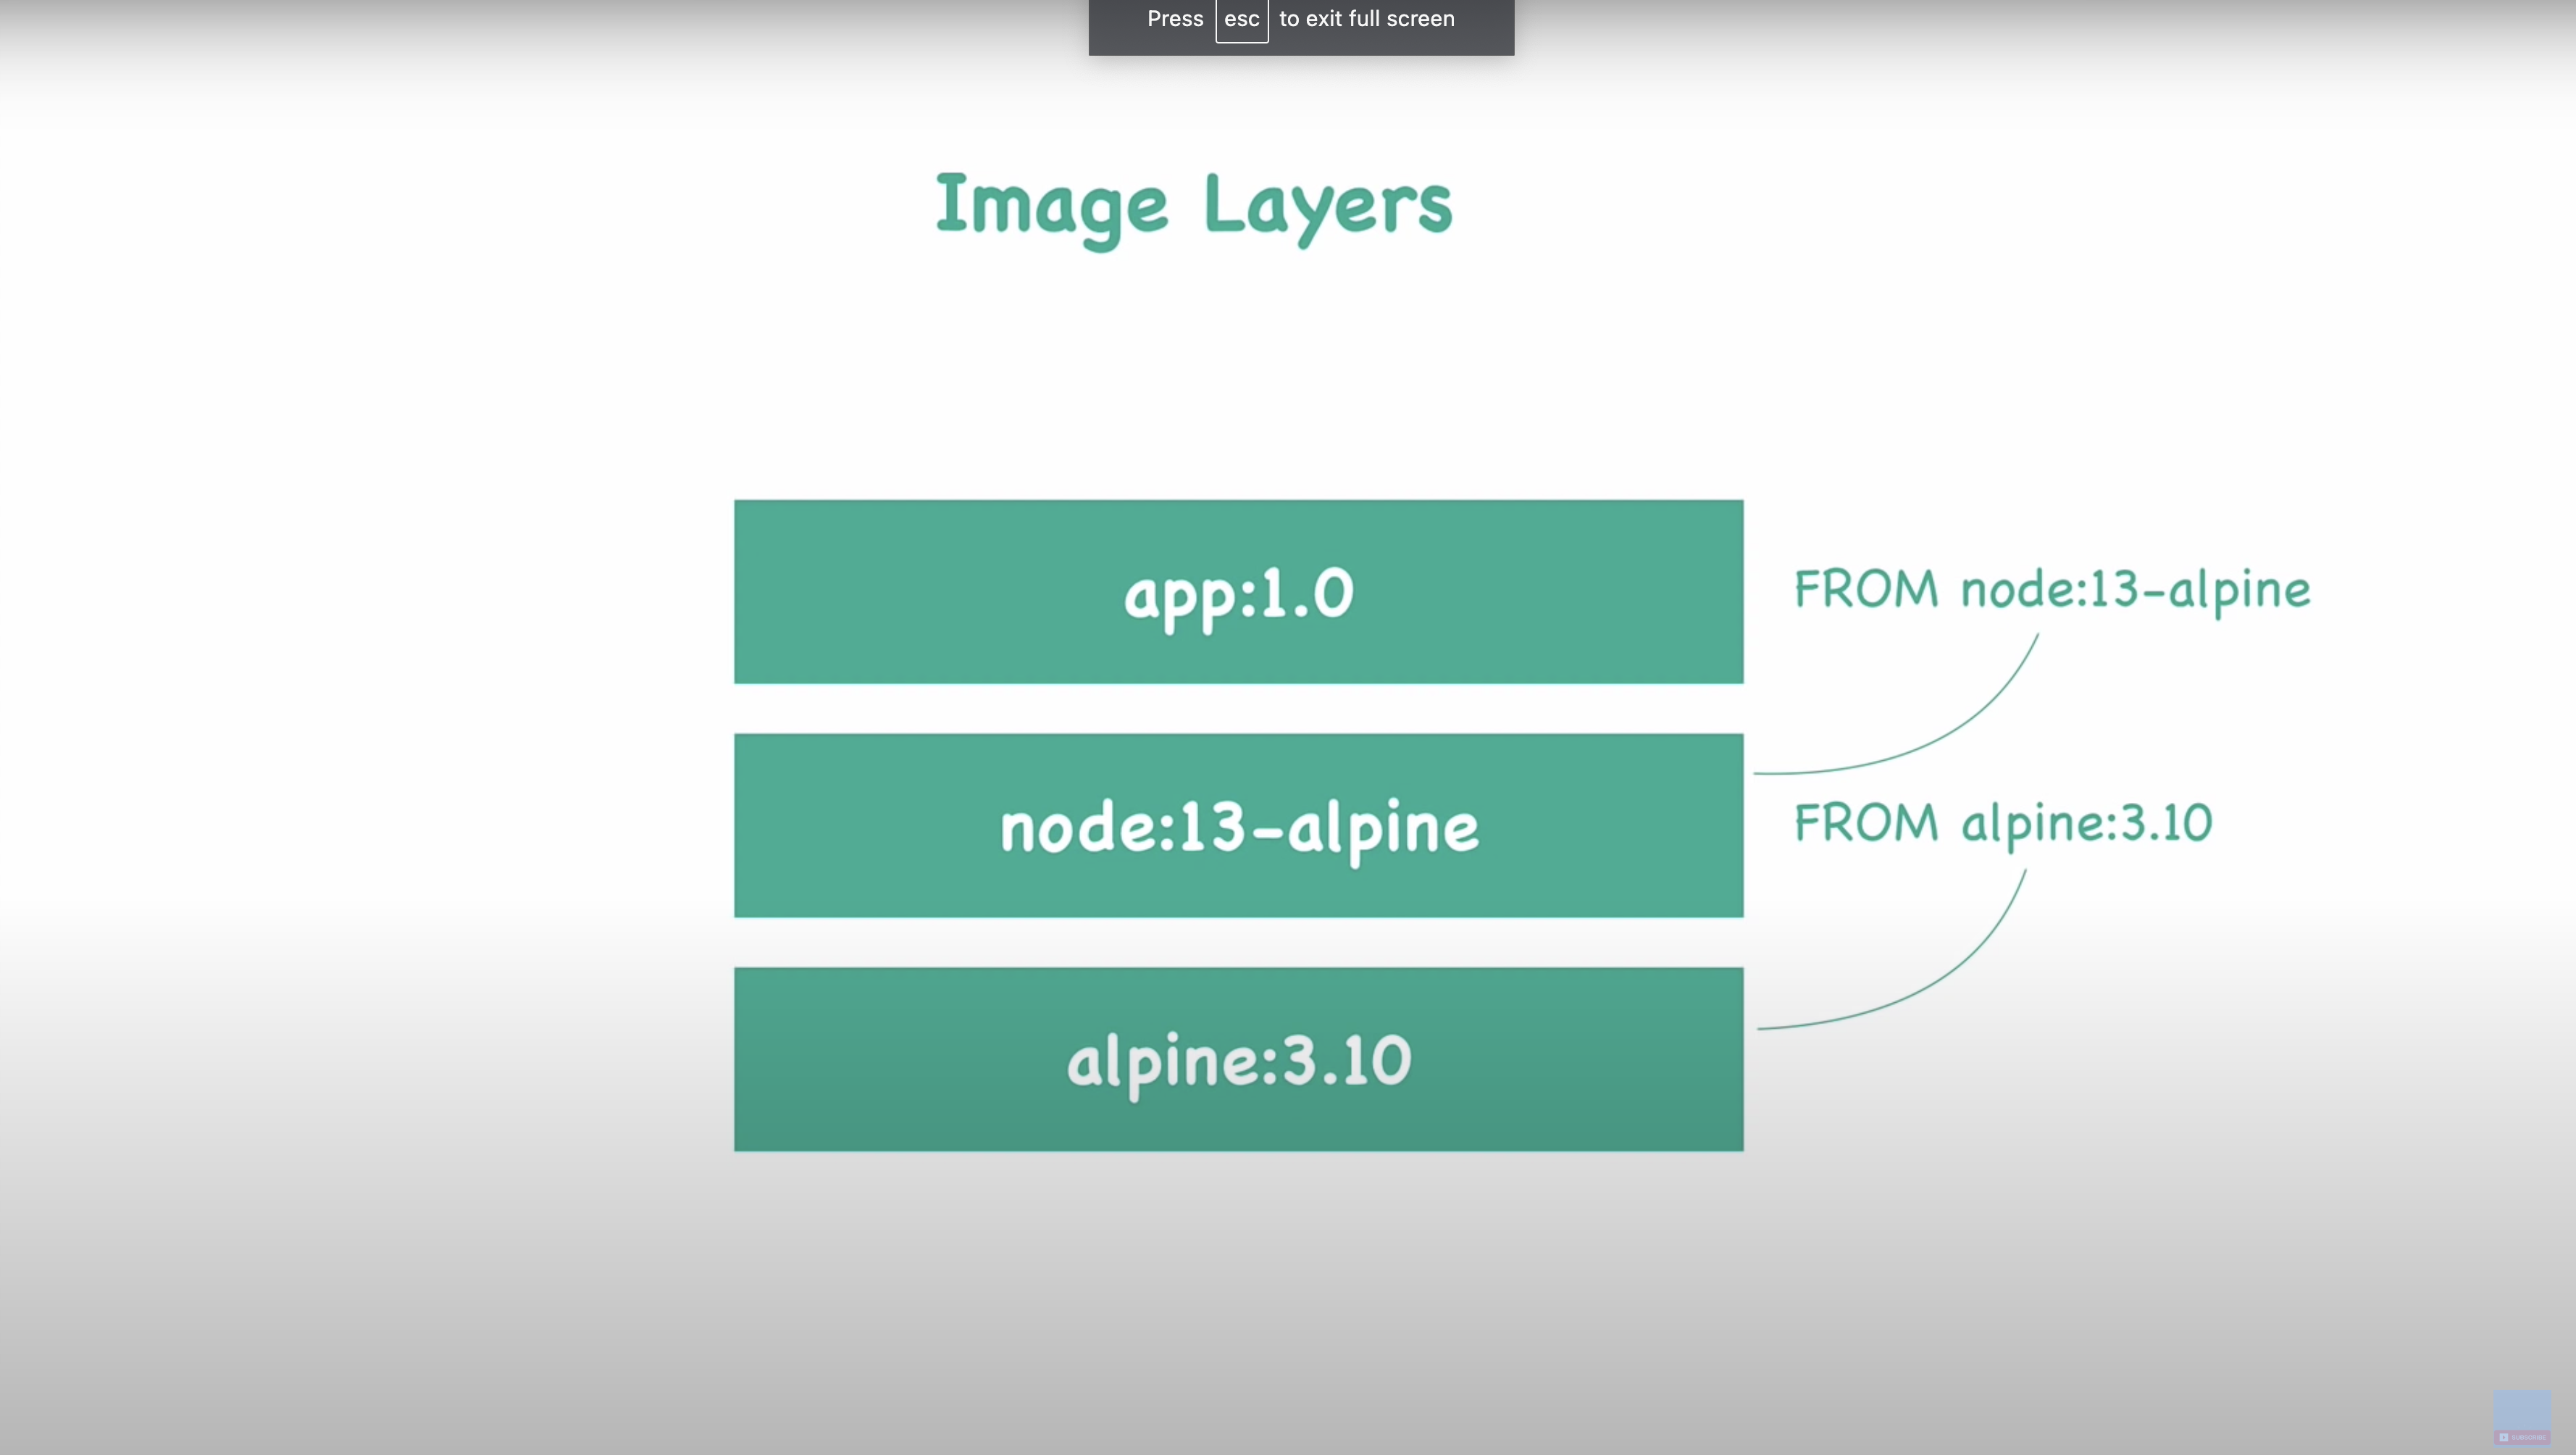 Press esc to exit full screen
Image Layers
app:1.0
FROM node:13-alpine
node:13-alpine
FROM alpine:3.10
alpine:3.10
SUBSCRIBE